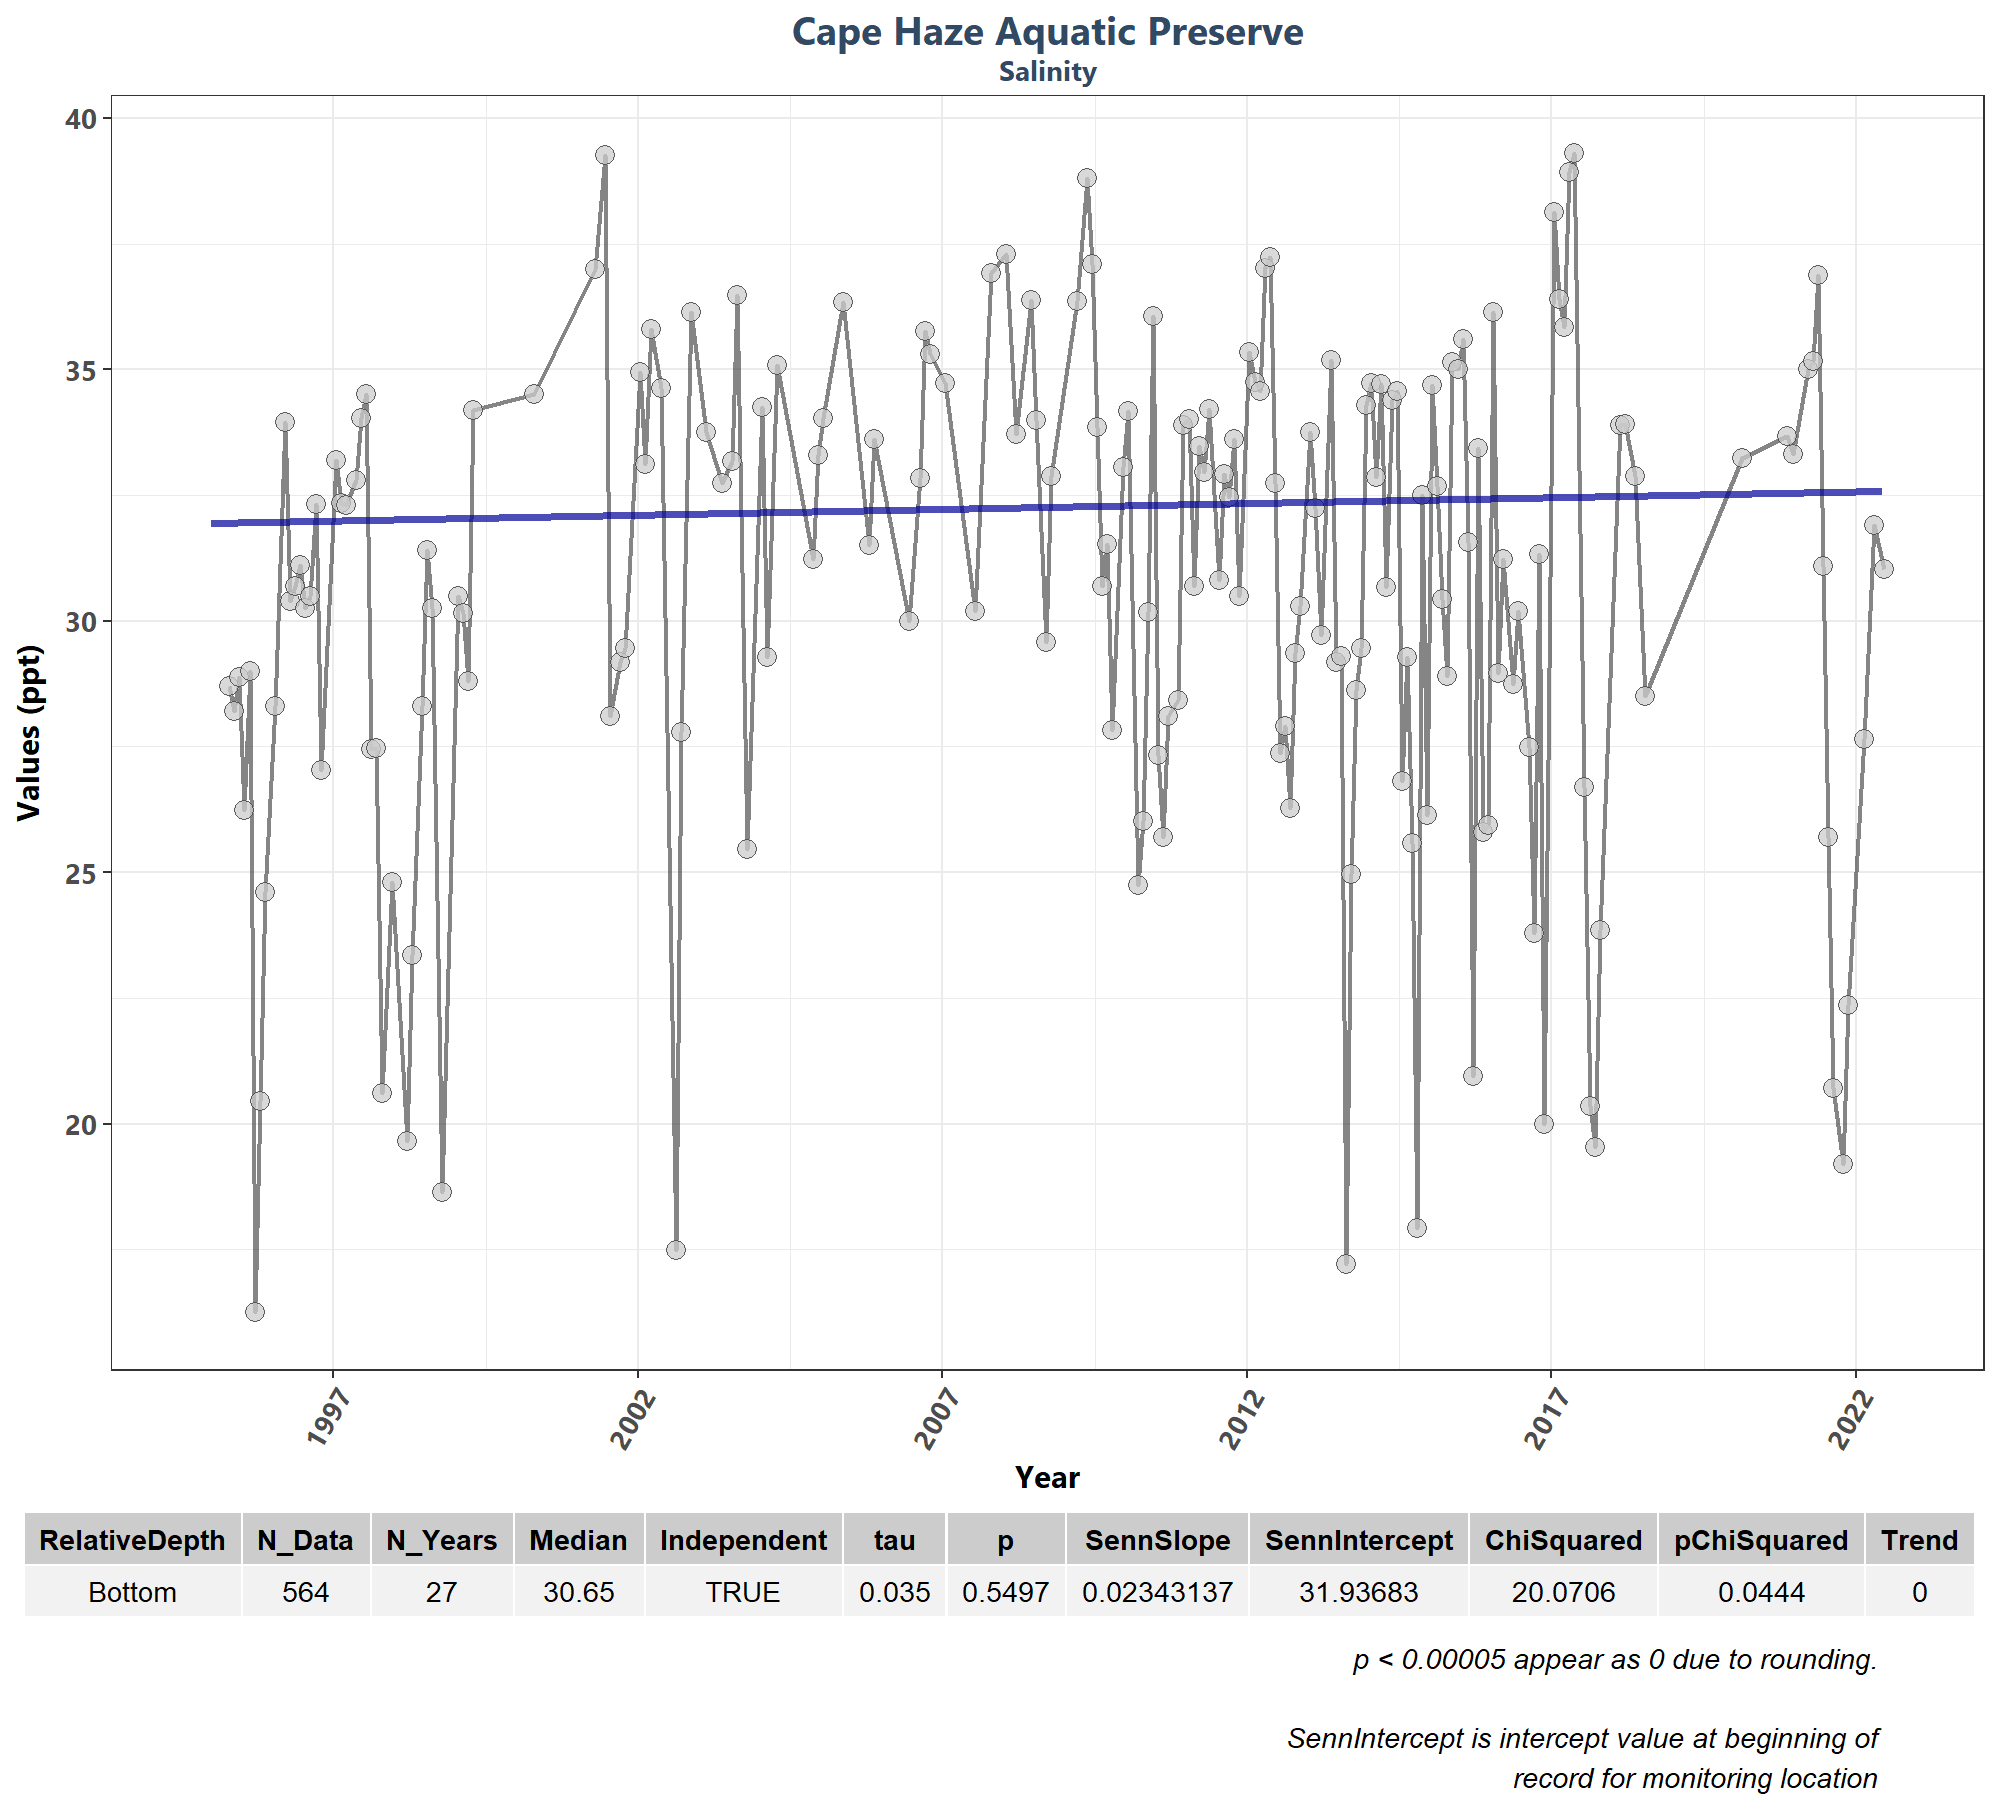 Cape Haze Aquatic Preserve
Salinity
40
35
30
25
20
Values (ppt)
1997 2002 2007 2012 2017 2022
Year
RelativeDepth N_Data N_Years Median Independent tau p SennSlope SennIntercept ChiSquared pChiSquared Trend
Bottom 564 27 30.65 TRUE 0.035 0.5497 0.02343137 31.93683 20.0706 0.0444 0
p < 0.00005 appear as 0 due to rounding.
SennIntercept is intercept value at beginning of
record for monitoring location